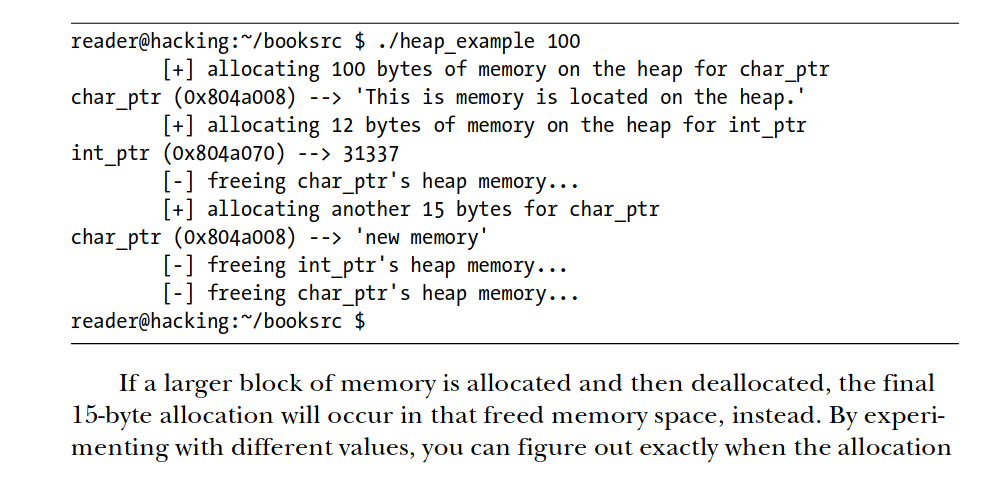 reader@hacking:~/booksrc $ ./heap_example 100
[+] allocating 100 bytes of memory on the heap for char_ptr
char_ptr (0x804a008) --> 'This is memory is located on the heap.'
[+] allocating 12 bytes of memory on the heap for int_ptr
int_ptr (0x804a070) --> 31337
[-] freeing char_ptr's heap memory...
[+] allocating another 15 bytes for char_ptr
char_ptr (0x804a008) --> 'new memory'
[-] freeing int_ptr's heap memory...
[-] freeing char_ptr's heap memory...
reader@hacking:~/booksrc $
If a larger block of memory is allocated and then deallocated, the final
15-byte allocation will occur in that freed memory space, instead. By experi-
menting with different values, you can figure out exactly when the allocation